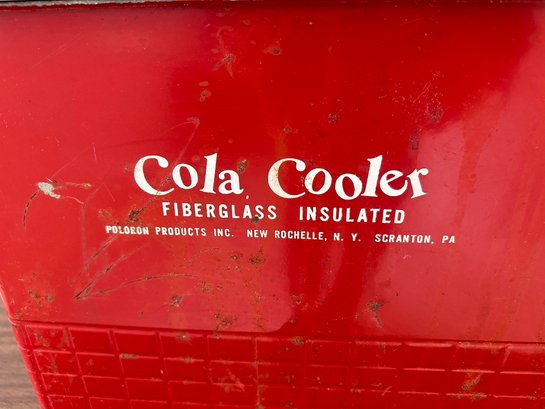 Cola Cooler
FIBERGLASS INSULATED
POLORON PRODUCTS INC. NEW ROCHELLE, N. Y. SCRANTON, PA